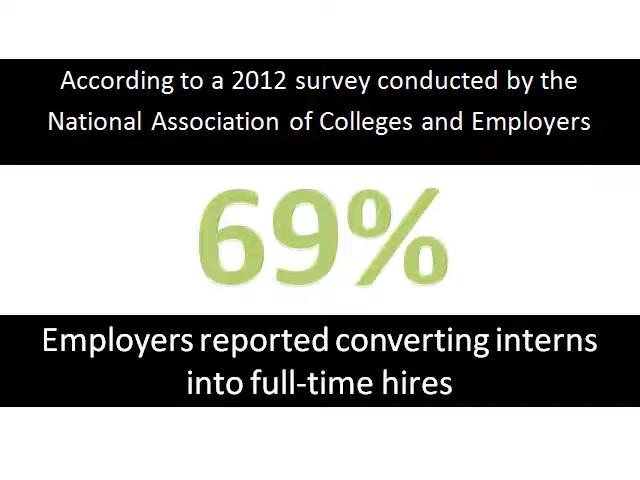 According to a 2012 survey conducted by the
National Association of Colleges and Employers
69%
Employers reported converting interns
into full-time hires